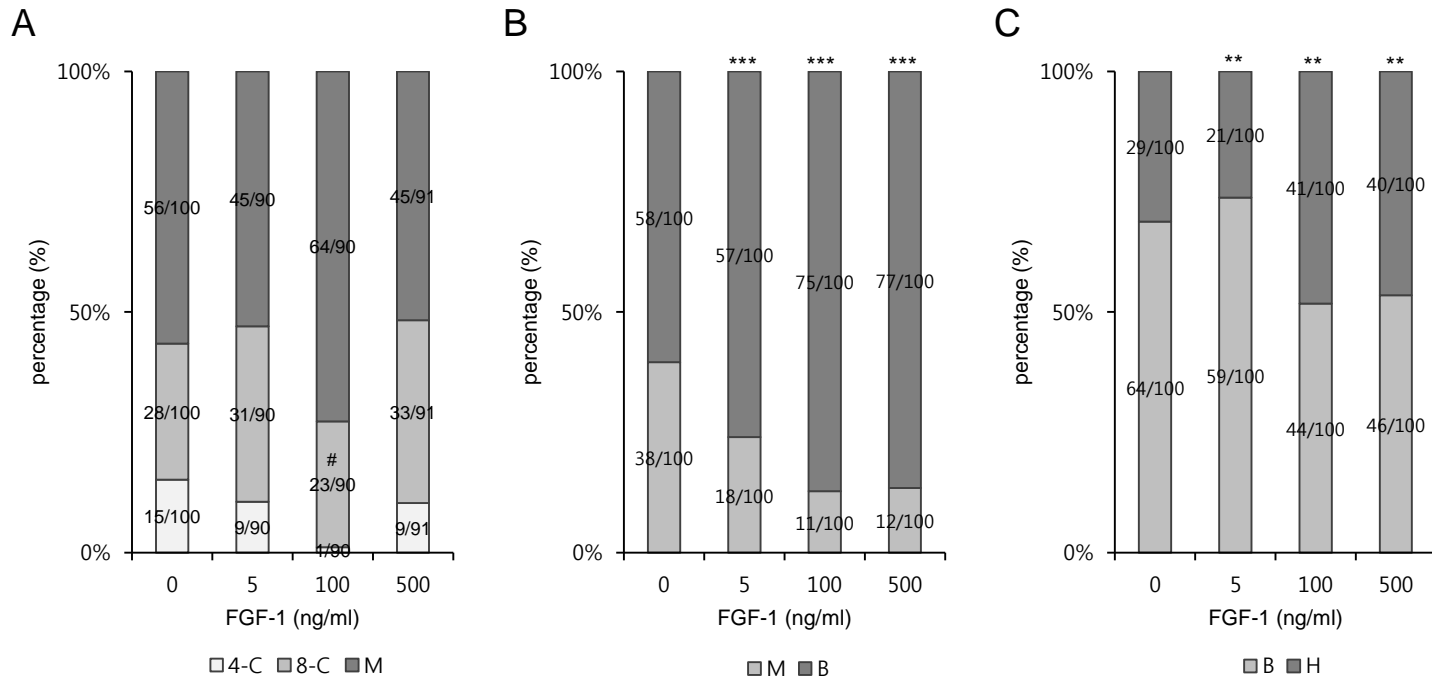 A
100%
50%
0%
percentage (%)
56/100
28/100
15/100
45/90
31/90
9/90
64/90
#
23/90
1/90
45/91
33/91
9/91
0 5 100 500
FGF-1 (ng/ml)
4-C 8-C M
B
*** *** ***
100%
50%
0%
percentage (%)
58/100
38/100
57/100
18/100
75/100
11/100
77/100
12/100
0 5 100 500
FGF-1 (ng/ml)
M B
C
** ** **
100%
50%
0%
percentage (%)
29/100
64/100
21/100
59/100
41/100
44/100
40/100
46/100
0 5 100 500
FGF-1 (ng/ml)
B H